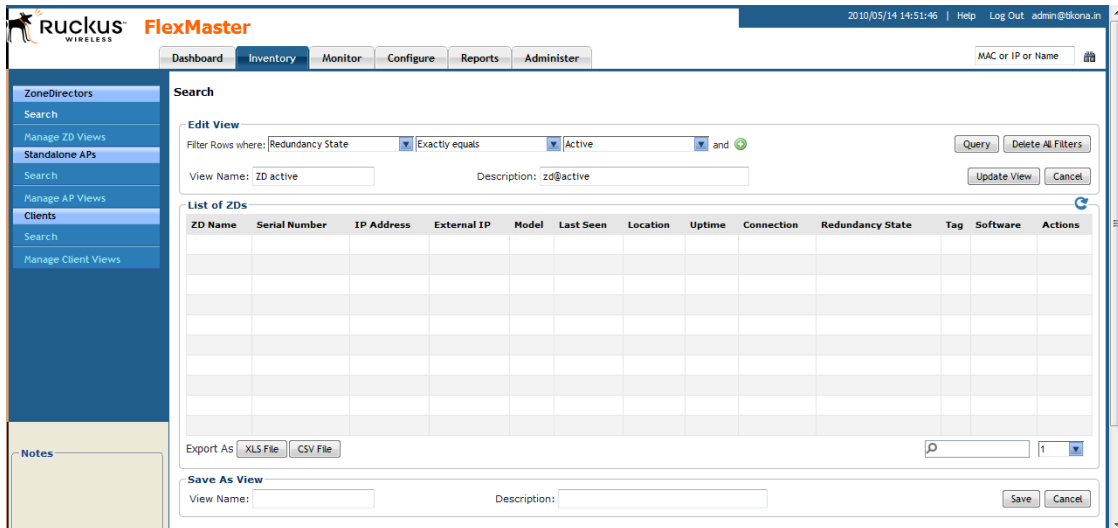 2010/05/14 14:51:46 | Help Log Out admin@tikona.in
Ruckus WIRELESS FlexMaster
Dashboard Inventory Monitor Configure Reports Administer MAC or IP or Name
ZoneDirectors
Search
Manage ZD Views
Standalone APs
Search
Manage AP Views
Clients
Search
Manage Client Views
Notes
Search
Edit View
Filter Rows where: Redundancy State Exactly equals Active and Query Delete All Filters
View Name: ZD active Description: zd@active Update View Cancel
List of ZDs
ZD Name Serial Number IP Address External IP Model Last Seen Location Uptime Connection Redundancy State Tag Software Actions
Export As XLS File CSV File 1
Save As View
View Name: Description: Save Cancel